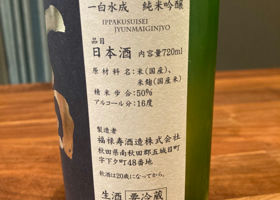 一白水成 純米吟醸
IPPAKUSUISEI
JYUNMAIGINJYO
品目
日本酒 内容量720ml
原材料名:米(国産)、
米麹(国産米)
精米歩合:50%
アルコール分:16度
製造者
福禄寿酒造株式会社
秋田県南秋田郡五城目町
字下夕町48番地
飲酒は20歳になってから。
生酒 要冷蔵